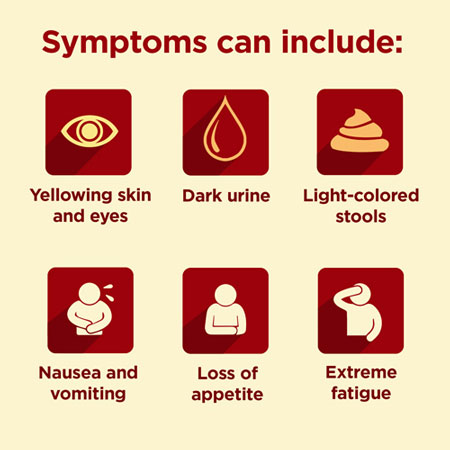 Symptoms can include:
Yellowing skin
and eyes
Dark urine
Light-colored
stools
Nausea and
vomiting
Loss of
appetite
Extreme
fatigue